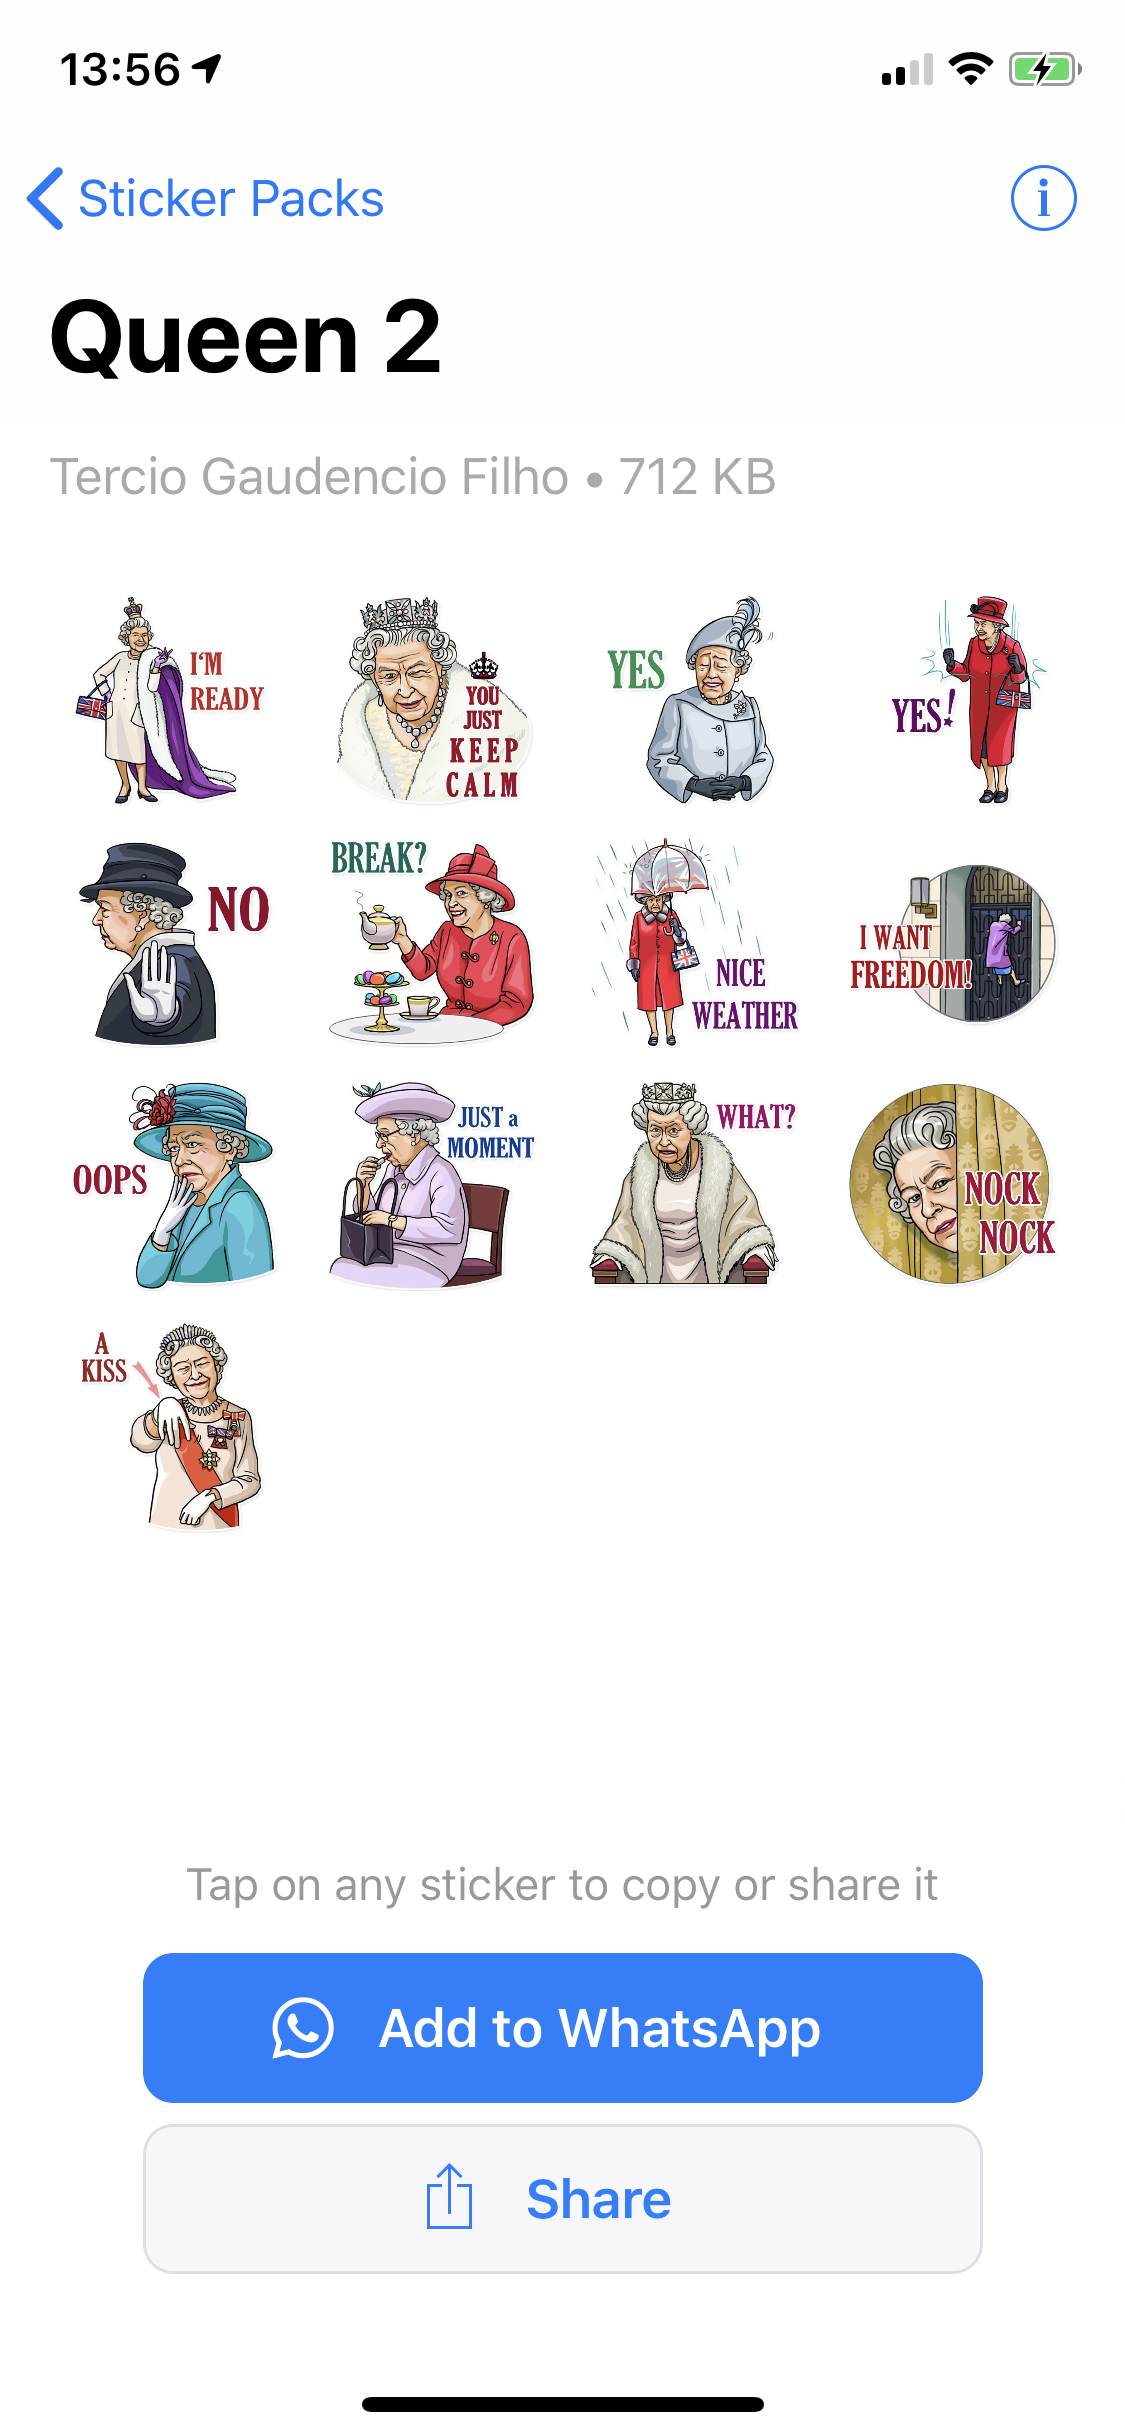 13:56
Sticker Packs
Queen 2
Tercio Gaudencio Filho • 712 KB
I'M
READY
YOU
JUST
KEEP
CALM
YES
YES!
NO
BREAK?
NICE
WEATHER
I WANT
FREEDOM!
OOPS
JUST a
MOMENT
WHAT?
NOCK
NOCK
A
KISS
Tap on any sticker to copy or share it
Add to WhatsApp
Share